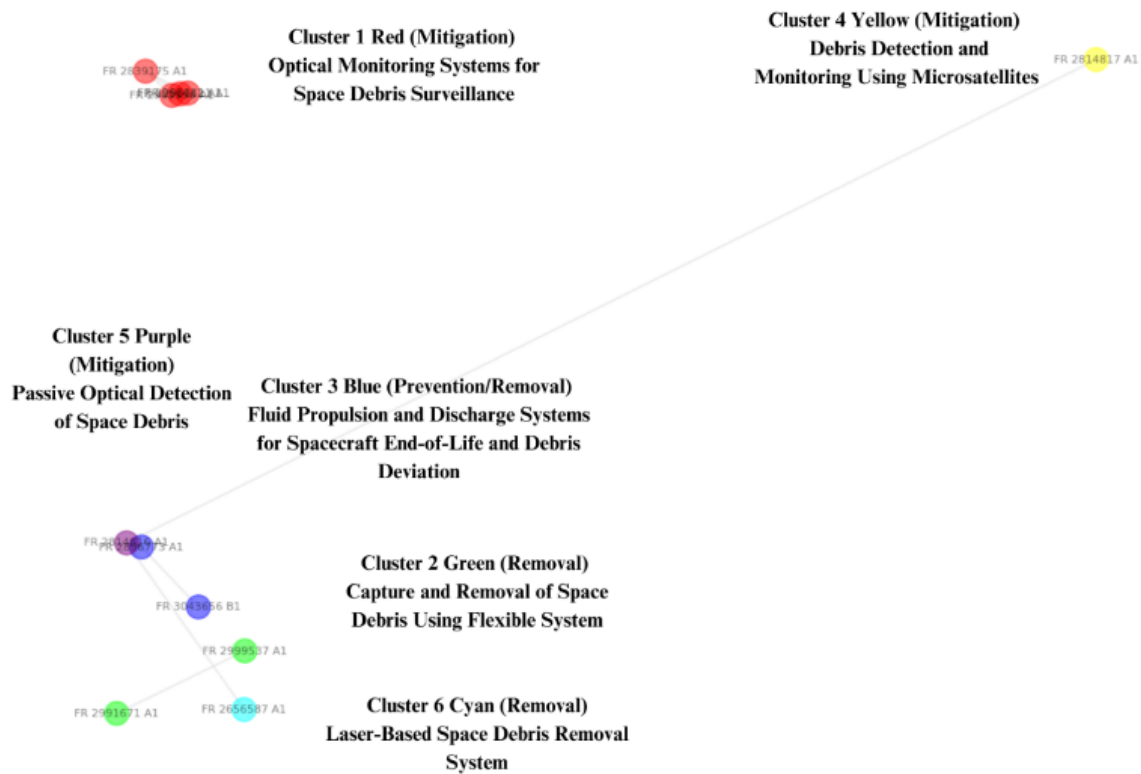 Cluster 1 Red (Mitigation)
Optical Monitoring Systems for
Space Debris Surveillance
Cluster 4 Yellow (Mitigation)
Debris Detection and
Monitoring Using Microsatellites
FR 2814817 A1
FR 2839175 A1
Cluster 5 Purple
(Mitigation)
Passive Optical Detection
of Space Debris
Cluster 3 Blue (Prevention/Removal)
Fluid Propulsion and Discharge Systems
for Spacecraft End-of-Life and Debris
Deviation
FR 3043656 B1
Cluster 2 Green (Removal)
Capture and Removal of Space
Debris Using Flexible System
FR 2999537 A1
FR 2991671 A1
FR 2656587 A1
Cluster 6 Cyan (Removal)
Laser-Based Space Debris Removal
System